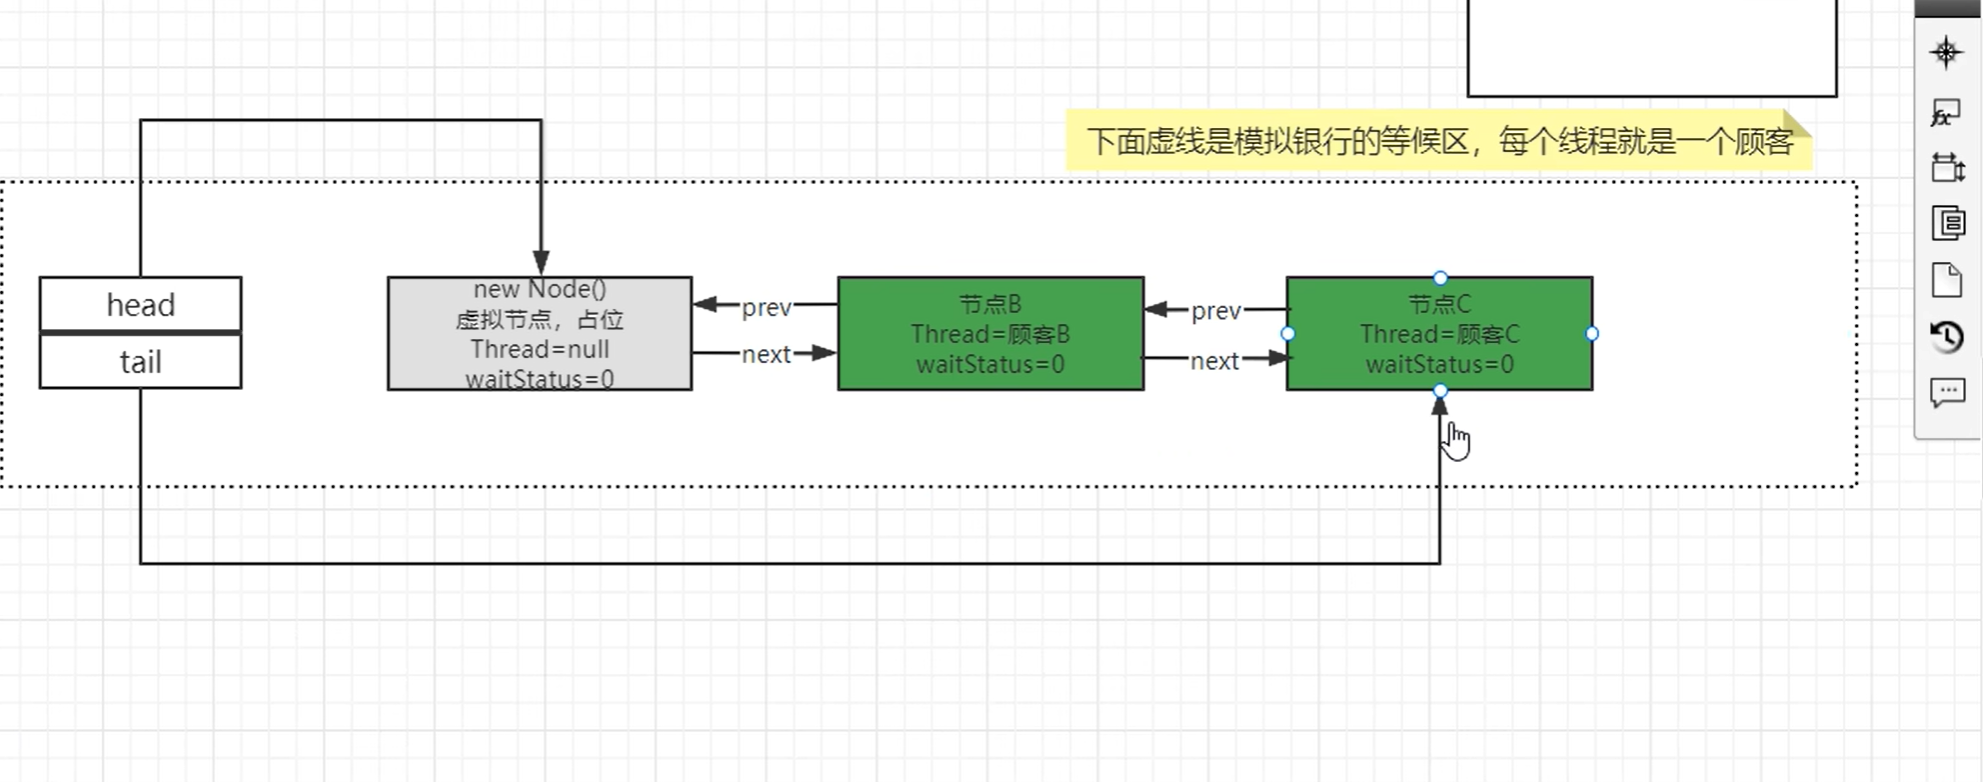 下面虚线是模拟银行的等候区，每个线程就是一个顾客
head
tail
new Node()
虚拟节点，占位
Thread=null
waitStatus=0
prev
next
节点B
Thread=顾客B
waitStatus=0
prev
next
节点C
Thread=顾客C
waitStatus=0
fx